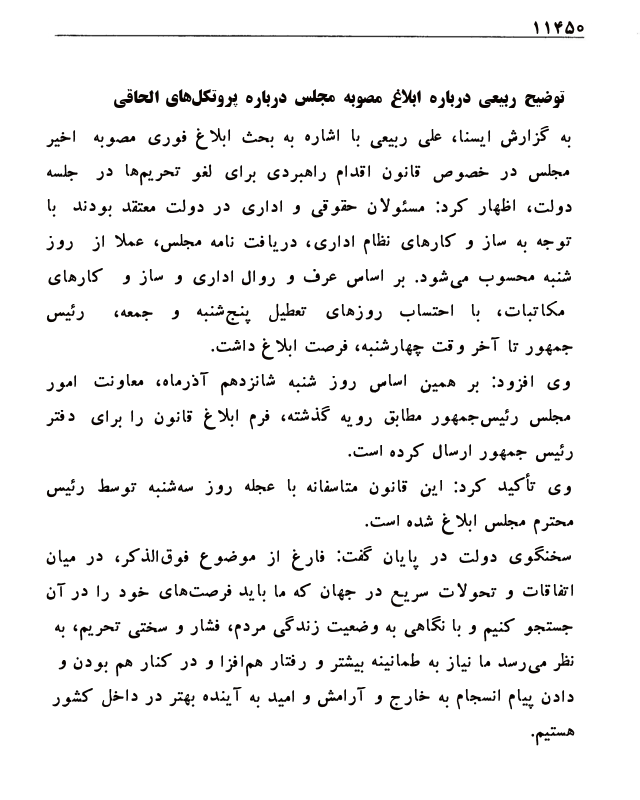 ۱۱۴۵۰
توضیح ربیعی درباره ابلاغ مصوبه مجلس درباره پروتکل‌های الحاقی
به گزارش ایسنا، علی ربیعی با اشاره به بحث ابلاغ فوری مصوبه اخیر
مجلس در خصوص قانون اقدام راهبردی برای لغو تحریم‌ها در جلسه
دولت، اظهار کرد: مسئولان حقوقی و اداری در دولت معتقد بودند با
توجه به ساز و کارهای نظام اداری، دریافت نامه مجلس، عملا از روز
شنبه محسوب می‌شود. بر اساس عرف و روال اداری و ساز و کارهای
مکاتبات، با احتساب روزهای تعطیل پنج‌شنبه و جمعه، رئیس
جمهور تا آخر وقت چهارشنبه، فرصت ابلاغ داشت.
وی افزود: بر همین اساس روز شنبه شانزدهم آذرماه، معاونت امور
مجلس رئیس‌جمهور مطابق رویه گذشته، فرم ابلاغ قانون را برای دفتر
رئیس جمهور ارسال کرده است.
وی تأکید کرد: این قانون متاسفانه با عجله روز سه‌شنبه توسط رئیس
محترم مجلس ابلاغ شده است.
سخنگوی دولت در پایان گفت: فارغ از موضوع فوق‌الذکر، در میان
اتفاقات و تحولات سریع در جهان که ما باید فرصت‌های خود را در آن
جستجو کنیم و با نگاهی به وضعیت زندگی مردم، فشار و سختی تحریم، به
نظر می‌رسد ما نیاز به طمانینه بیشتر و رفتار هم‌افزا و در کنار هم بودن و
دادن پیام انسجام به خارج و آرامش و امید به آینده بهتر در داخل کشور
هستیم.